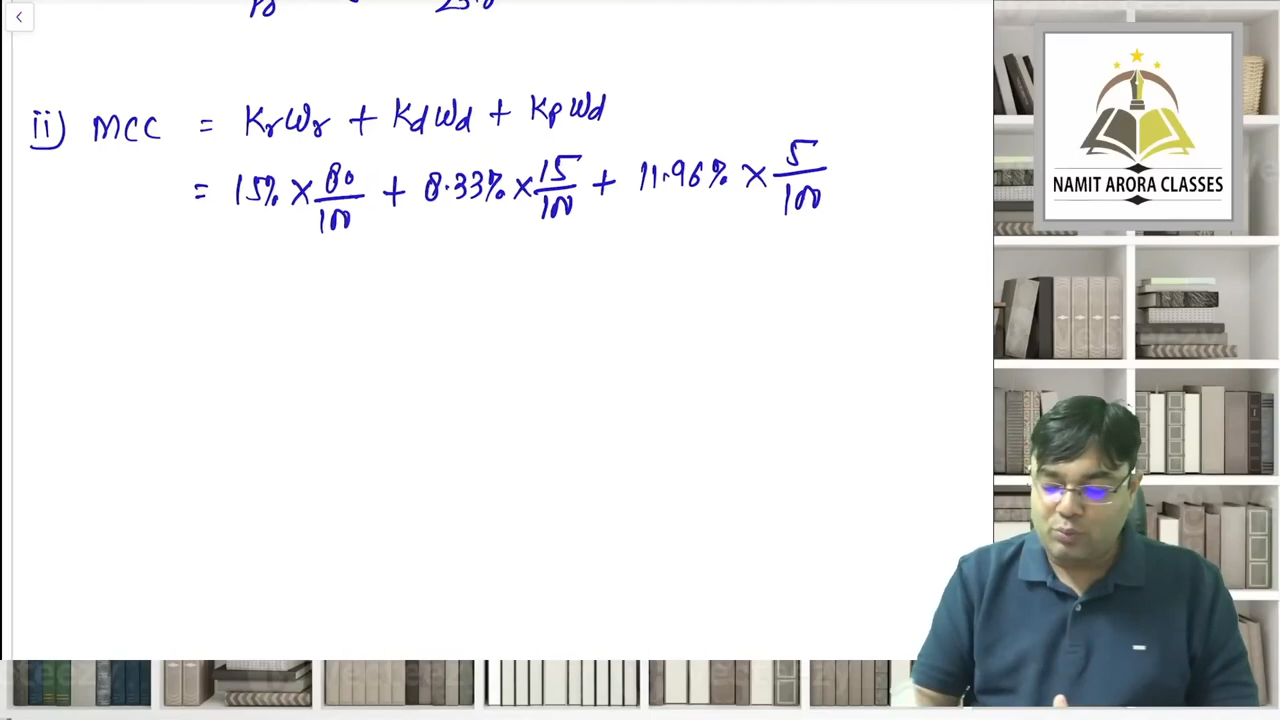 ii) MCC = KrWr + KdWd + KpWd
= 15% × 80/100 + 8.33% × 15/100 + 11.96% × 5/100
NAMIT ARORA CLASSES